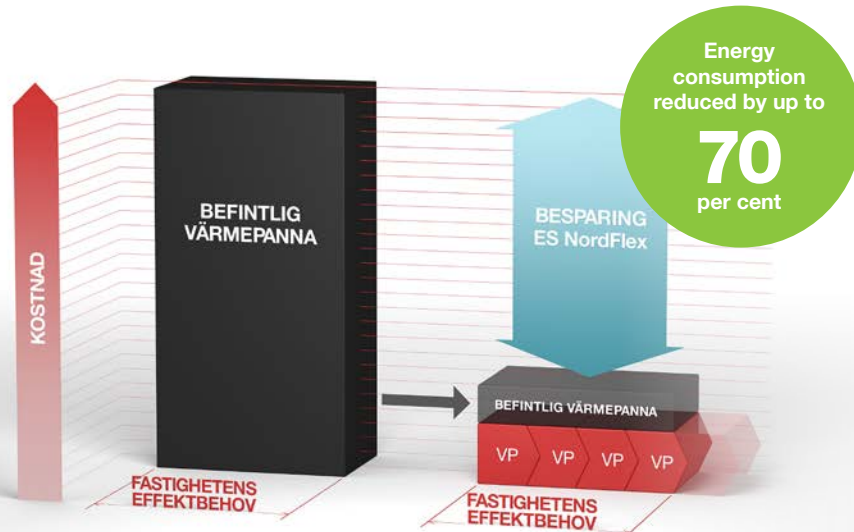 Energy
consumption
reduced by up to
70
per cent
KOSTNAD
BEFINTLIG
VÄRMEPANNA
BESPARING
ES NordFlex
BEFINTLIG VÄRMEPANNA
VP VP VP VP
FASTIGHETENS
EFFEKTBEHOV
FASTIGHETENS
EFFEKTBEHOV